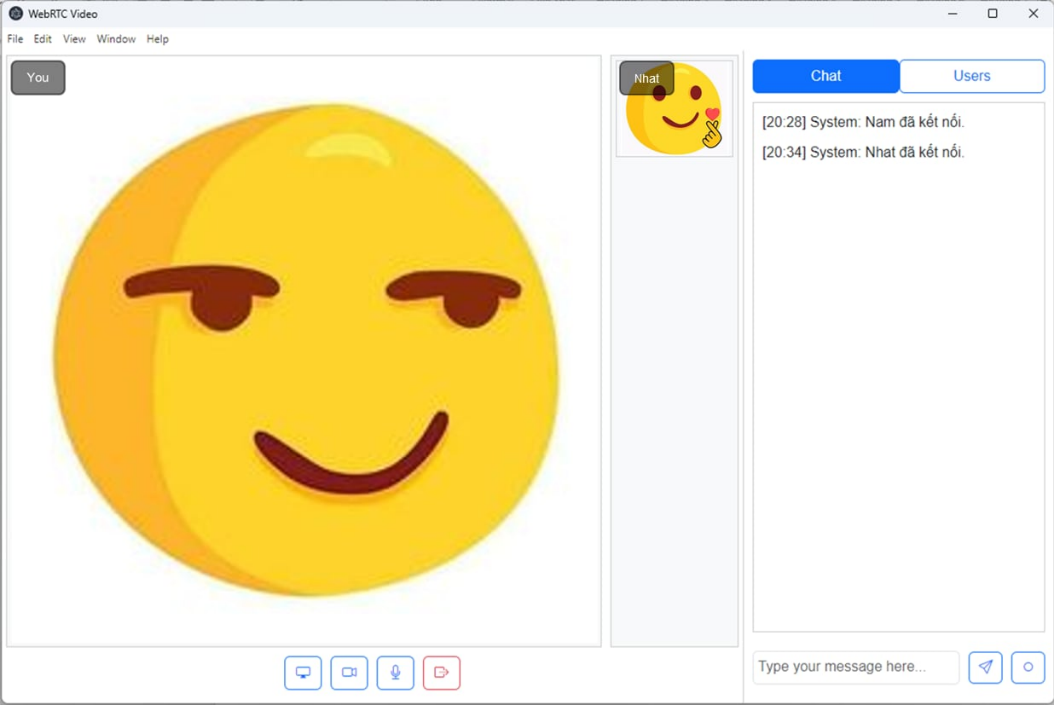 WebRTC Video
File Edit View Window Help
You
Nhat
Chat Users
[20:28] System: Nam đã kết nối.
[20:34] System: Nhat đã kết nối.
Type your message here...